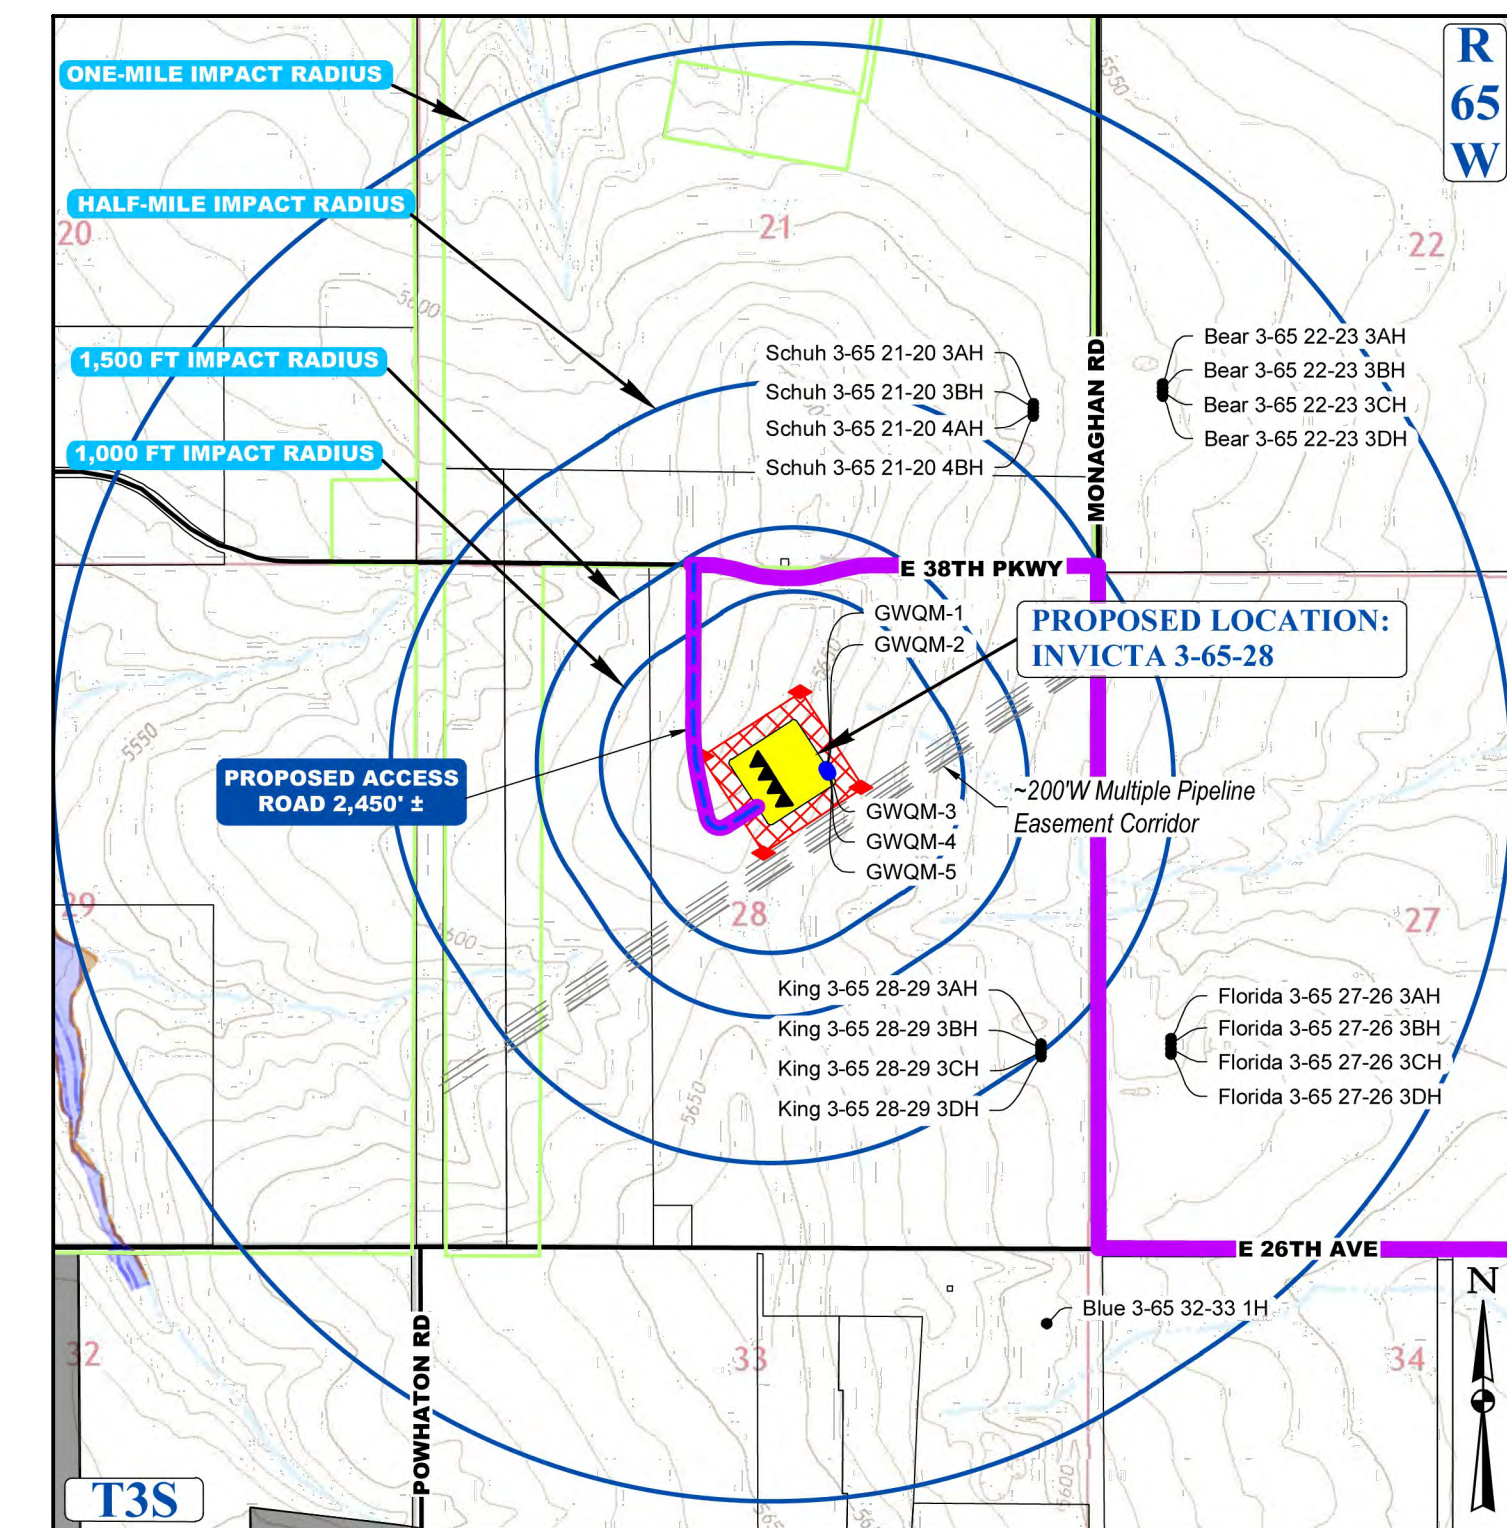 ONE-MILE IMPACT RADIUS
R
65
W
5550
HALF-MILE IMPACT RADIUS
20
21
22
5600
1,500 FT IMPACT RADIUS
Schuh 3-65 21-20 3AH
Schuh 3-65 21-20 3BH
Schuh 3-65 21-20 4AH
Schuh 3-65 21-20 4BH
MONAGHAN RD
Bear 3-65 22-23 3AH
Bear 3-65 22-23 3BH
Bear 3-65 22-23 3CH
Bear 3-65 22-23 3DH
1,000 FT IMPACT RADIUS
E 38TH PKWY
GWQM-1
GWQM-2
PROPOSED LOCATION:
INVICTA 3-65-28
5550
PROPOSED ACCESS
ROAD 2,450' ±
GWQM-3
GWQM-4
GWQM-5
~200'W Multiple Pipeline
Easement Corridor
29
28
27
5600
King 3-65 28-29 3AH
King 3-65 28-29 3BH
King 3-65 28-29 3CH
King 3-65 28-29 3DH
Florida 3-65 27-26 3AH
Florida 3-65 27-26 3BH
Florida 3-65 27-26 3CH
Florida 3-65 27-26 3DH
5650
E 26TH AVE
N
Blue 3-65 32-33 1H
32
33
34
POWHATON RD
T3S
5600